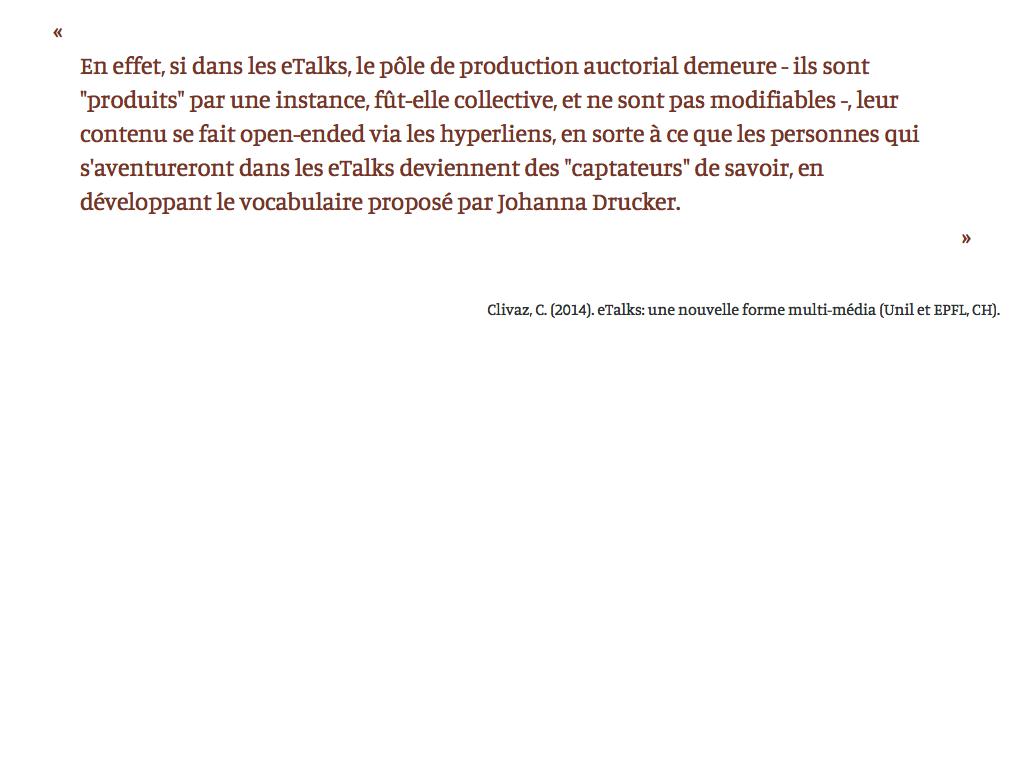 «
En effet, si dans les eTalks, le pôle de production auctorial demeure - ils sont
"produits" par une instance, fût-elle collective, et ne sont pas modifiables -, leur
contenu se fait open-ended via les hyperliens, en sorte à ce que les personnes qui
s'aventureront dans les eTalks deviennent des "captateurs" de savoir, en
développant le vocabulaire proposé par Johanna Drucker.
»
Clivaz, C. (2014). eTalks: une nouvelle forme multi-média (Unil et EPFL, CH).